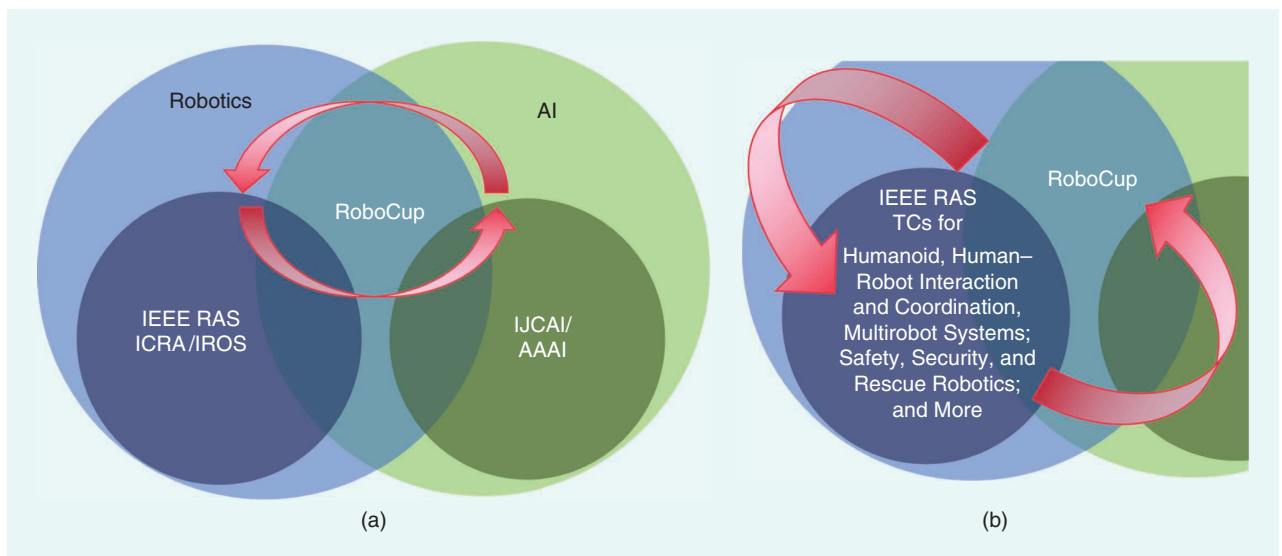 Robotics
AI
RoboCup
IEEE RAS
ICRA/IROS
IJCAI/
AAAI
(a)
RoboCup
IEEE RAS
TCs for
Humanoid, Human–
Robot Interaction
and Coordination,
Multirobot Systems;
Safety, Security, and
Rescue Robotics;
and More
(b)